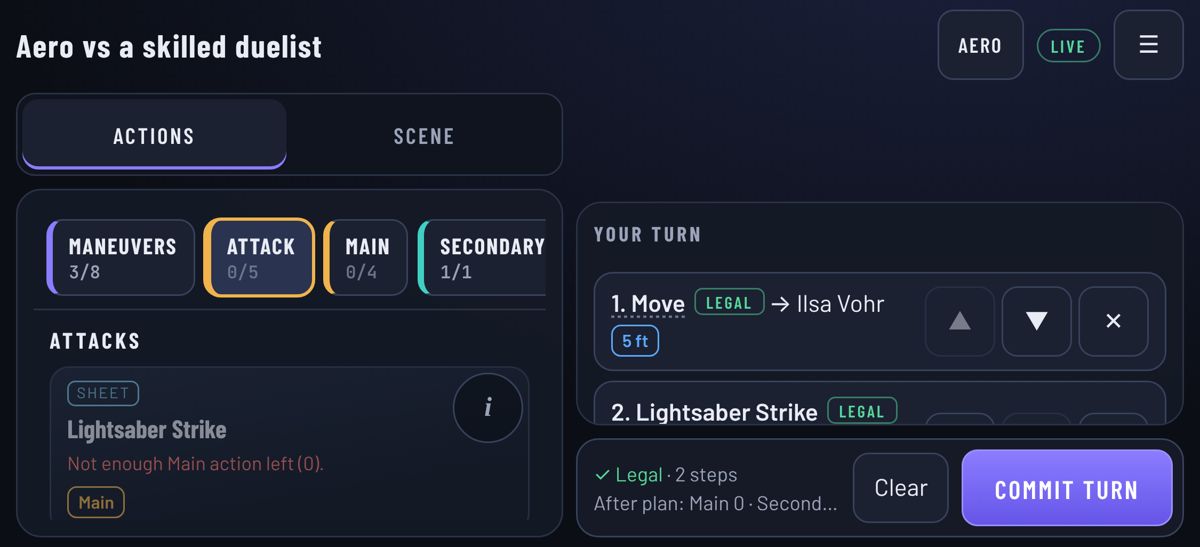 Aero vs a skilled duelist
AERO
LIVE
☰
ACTIONS
SCENE
MANEUVERS
3/8
ATTACK
0/5
MAIN
0/4
SECONDARY
1/1
ATTACKS
SHEET
i
Lightsaber Strike
Not enough Main action left (0).
Main
YOUR TURN
1. Move LEGAL → Ilsa Vohr
5 ft
▲ ▼ ✕
2. Lightsaber Strike LEGAL
✓ Legal · 2 steps
After plan: Main 0 · Second...
Clear
COMMIT TURN